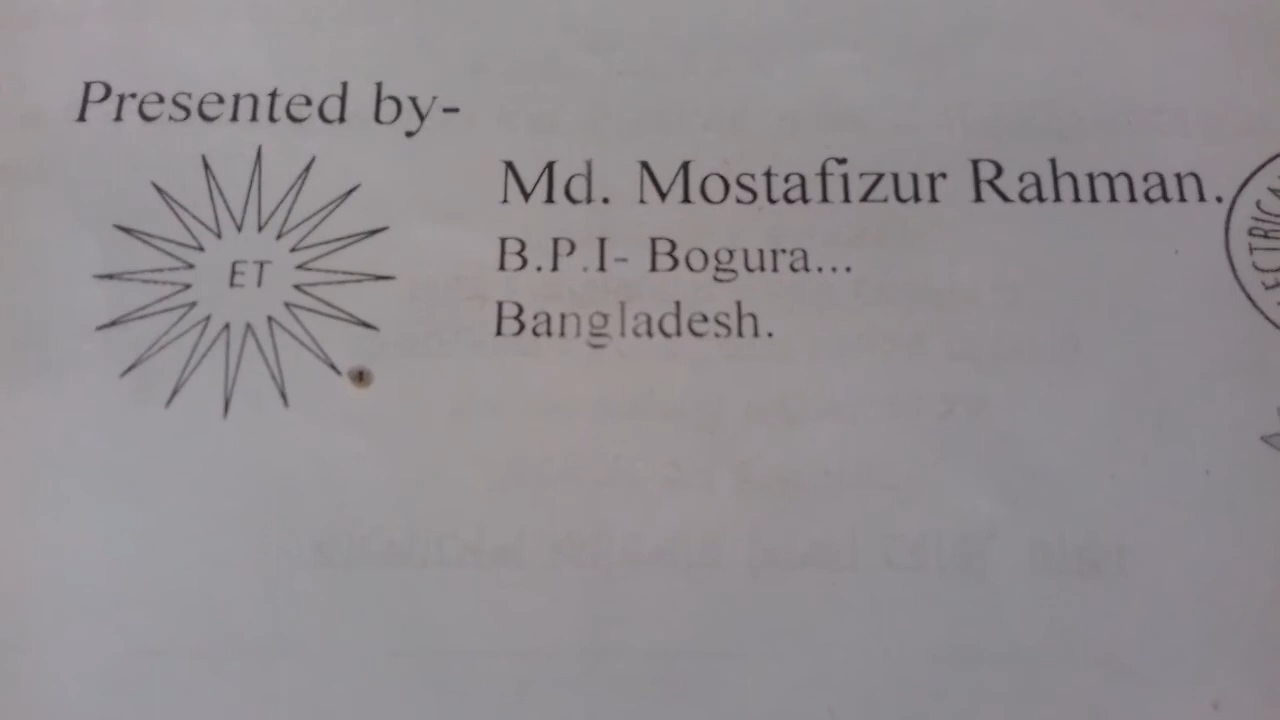 Presented by-
ET
Md. Mostafizur Rahman.
B.P.I- Bogura...
Bangladesh.